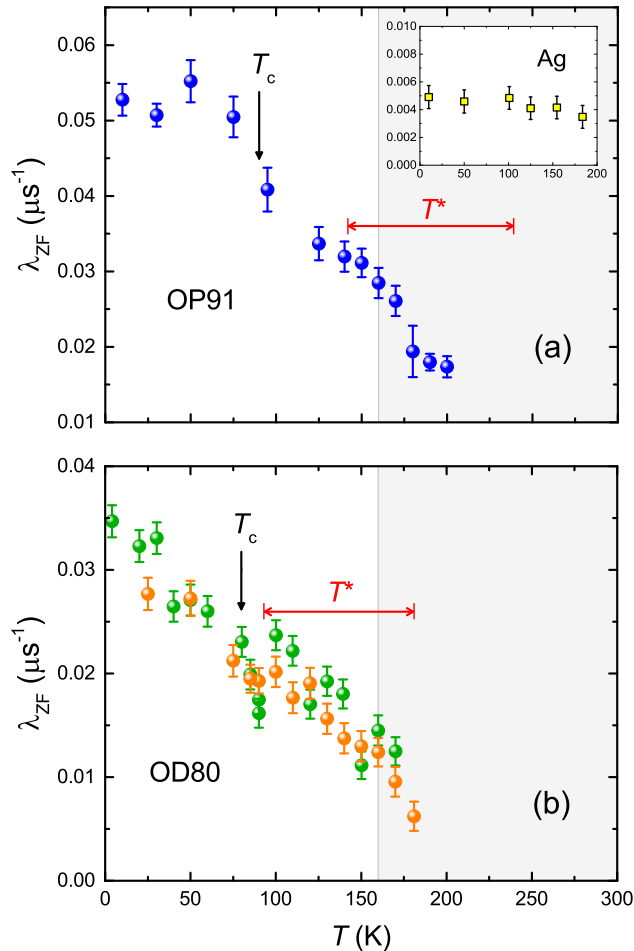 0.06
0.05
0.04
0.03
0.02
0.01
λZF (μs⁻¹)
Tc
T*
OP91
(a)
0.010
0.008
0.006
0.004
0.002
0.000
Ag
0 50 100 150 200
0.04
0.03
0.02
0.01
0.00
λZF (μs⁻¹)
Tc
T*
OD80
(b)
0 50 100 150 200 250 300
T (K)